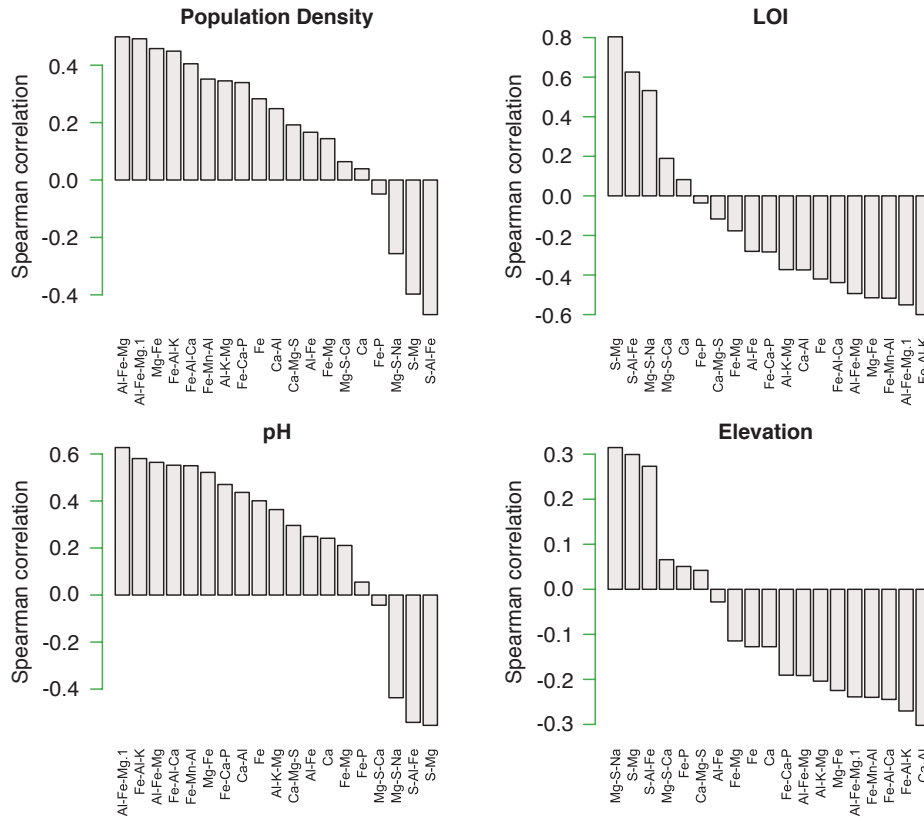 Population Density
Spearman correlation
0.4
0.2
0.0
-0.2
-0.4
Al-Fe-Mg
Al-Fe-Mg.1
Mg-Fe
Fe-Al-K
Fe-Al-Ca
Fe-Mn-Al
Al-K-Mg
Fe-Ca-P
Fe
Ca-Al
Ca-Mg-S
Al-Fe
Fe-Mg
Mg-S-Ca
Ca
Fe-P
Mg-S-Na
S-Mg
S-Al-Fe
LOI
Spearman correlation
0.8
0.6
0.4
0.2
0.0
-0.2
-0.4
-0.6
S-Mg
S-Al-Fe
Mg-S-Na
Mg-S-Ca
Ca
Fe-P
Ca-Mg-S
Fe-Mg
Al-Fe
Fe-Ca-P
Al-K-Mg
Ca-Al
Fe
Fe-Al-Ca
Al-Fe-Mg
Mg-Fe
Fe-Mn-Al
Al-Fe-Mg.1
Fe-Al-K
pH
Spearman correlation
0.6
0.4
0.2
0.0
-0.2
-0.4
Al-Fe-Mg.1
Fe-Al-K
Al-Fe-Mg
Fe-Al-Ca
Fe-Mn-Al
Mg-Fe
Fe-Ca-P
Ca-Al
Fe
Al-K-Mg
Ca-Mg-S
Al-Fe
Ca
Fe-Mg
Fe-P
Mg-S-Ca
Mg-S-Na
S-Al-Fe
S-Mg
Elevation
Spearman correlation
0.3
0.2
0.1
0.0
-0.1
-0.2
-0.3
Mg-S-Na
S-Mg
S-Al-Fe
Mg-S-Ca
Fe-P
Ca-Mg-S
Al-Fe
Fe-Mg
Fe
Ca
Fe-Ca-P
Al-Fe-Mg
Al-K-Mg
Mg-Fe
Al-Fe-Mg.1
Fe-Mn-Al
Fe-Al-Ca
Fe-Al-K
Ca-Al